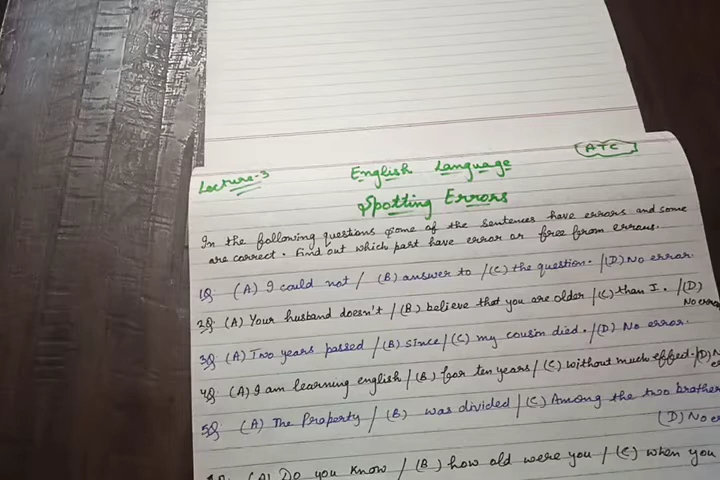 Lecture-3 English Language ATC
Spotting Errors
In the following questions some of the sentences have errors and some
are correct. Find out which part have error or free from errors.
1Q (A) I could not / (B) answer to / (C) the question. / (D) No error.
2Q (A) Your husband doesn't / (B) believe that you are older / (C) than I. / (D)
No error
3Q (A) Two years passed / (B) Since / (C) my cousin died. / (D) No error.
4Q (A) I am learning english / (B) for ten years / (C) without much effed. / (D) N
5Q (A) The Property / (B) was divided / (C) Among the two brother
(D) No er
(A) Do you know / (B) how old were you / (C) when you